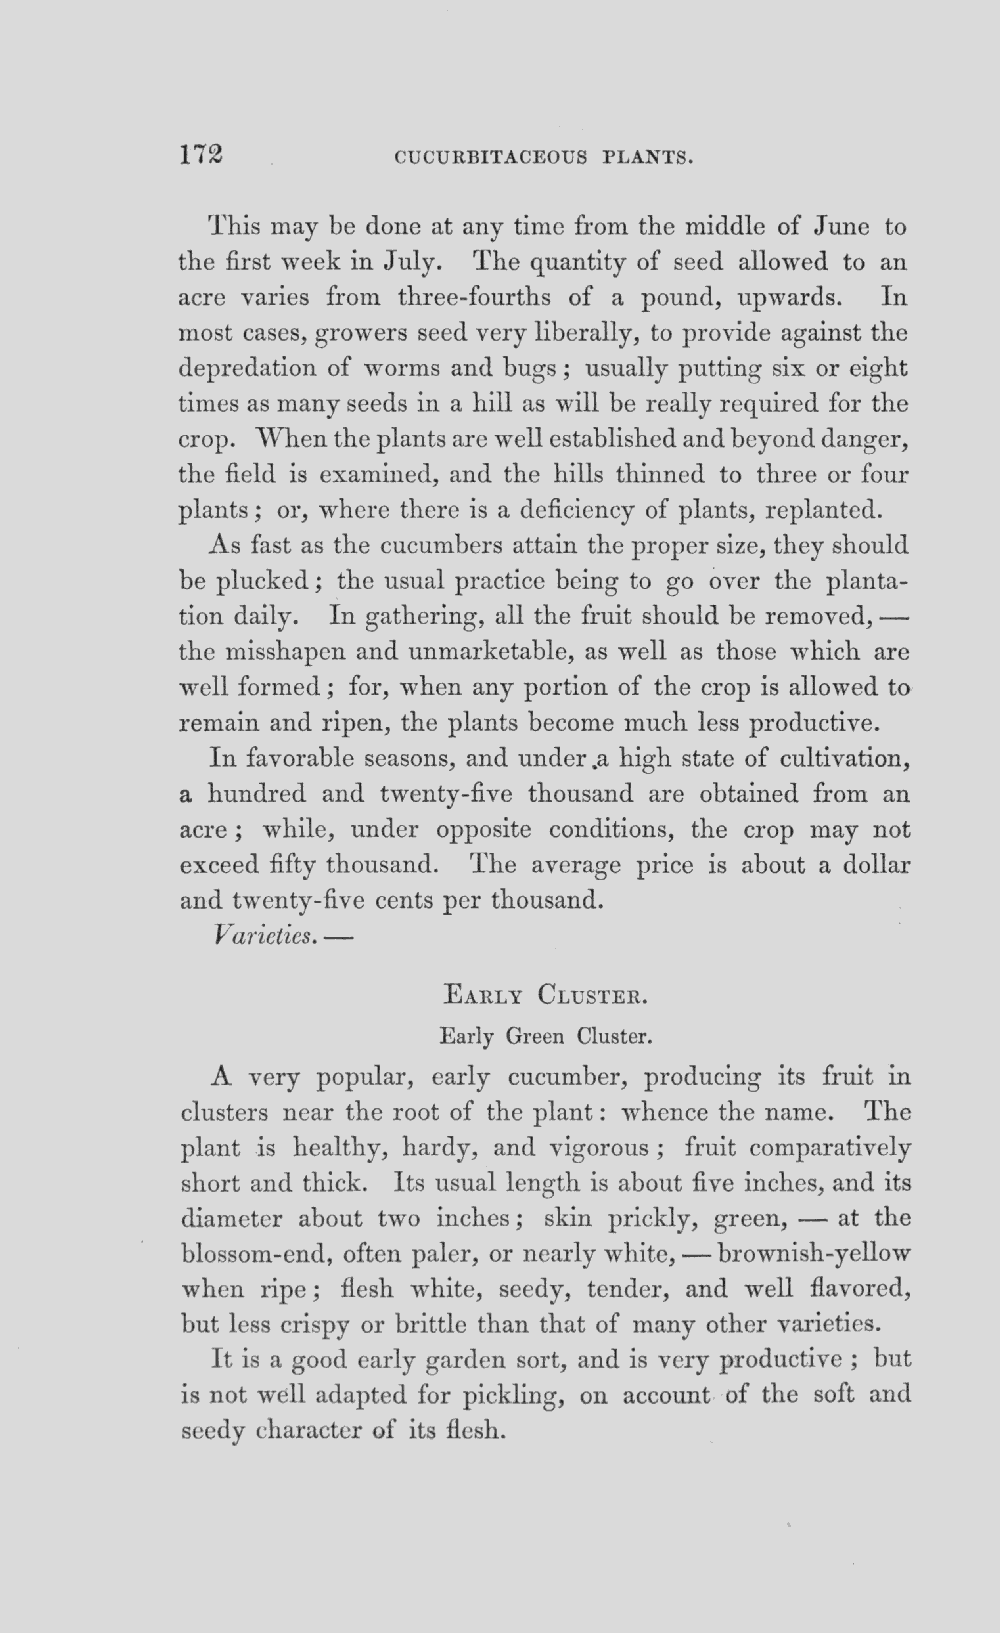 172 CUCURBITACEOUS PLANTS.
This may be done at any time from the middle of June to
the first week in July. The quantity of seed allowed to an
acre varies from three-fourths of a pound, upwards. In
most cases, growers seed very liberally, to provide against the
depredation of worms and bugs; usually putting six or eight
times as many seeds in a hill as will be really required for the
crop. When the plants are well established and beyond danger,
the field is examined, and the hills thinned to three or four
plants; or, where there is a deficiency of plants, replanted.
As fast as the cucumbers attain the proper size, they should
be plucked; the usual practice being to go over the planta-
tion daily. In gathering, all the fruit should be removed, —
the misshapen and unmarketable, as well as those which are
well formed; for, when any portion of the crop is allowed to
remain and ripen, the plants become much less productive.
In favorable seasons, and under a high state of cultivation,
a hundred and twenty-five thousand are obtained from an
acre; while, under opposite conditions, the crop may not
exceed fifty thousand. The average price is about a dollar
and twenty-five cents per thousand.
Varieties. —
EARLY CLUSTER.
Early Green Cluster.
A very popular, early cucumber, producing its fruit in
clusters near the root of the plant: whence the name. The
plant is healthy, hardy, and vigorous; fruit comparatively
short and thick. Its usual length is about five inches, and its
diameter about two inches; skin prickly, green, — at the
blossom-end, often paler, or nearly white, — brownish-yellow
when ripe; flesh white, seedy, tender, and well flavored,
but less crispy or brittle than that of many other varieties.
It is a good early garden sort, and is very productive; but
is not well adapted for pickling, on account of the soft and
seedy character of its flesh.